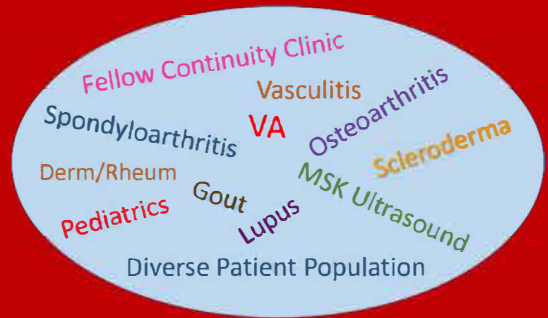 Fellow Continuity Clinic
Vasculitis
Osteoarthritis
Spondyloarthritis
VA
Scleroderma
Derm/Rheum
Gout
MSK Ultrasound
Pediatrics
Lupus
Diverse Patient Population